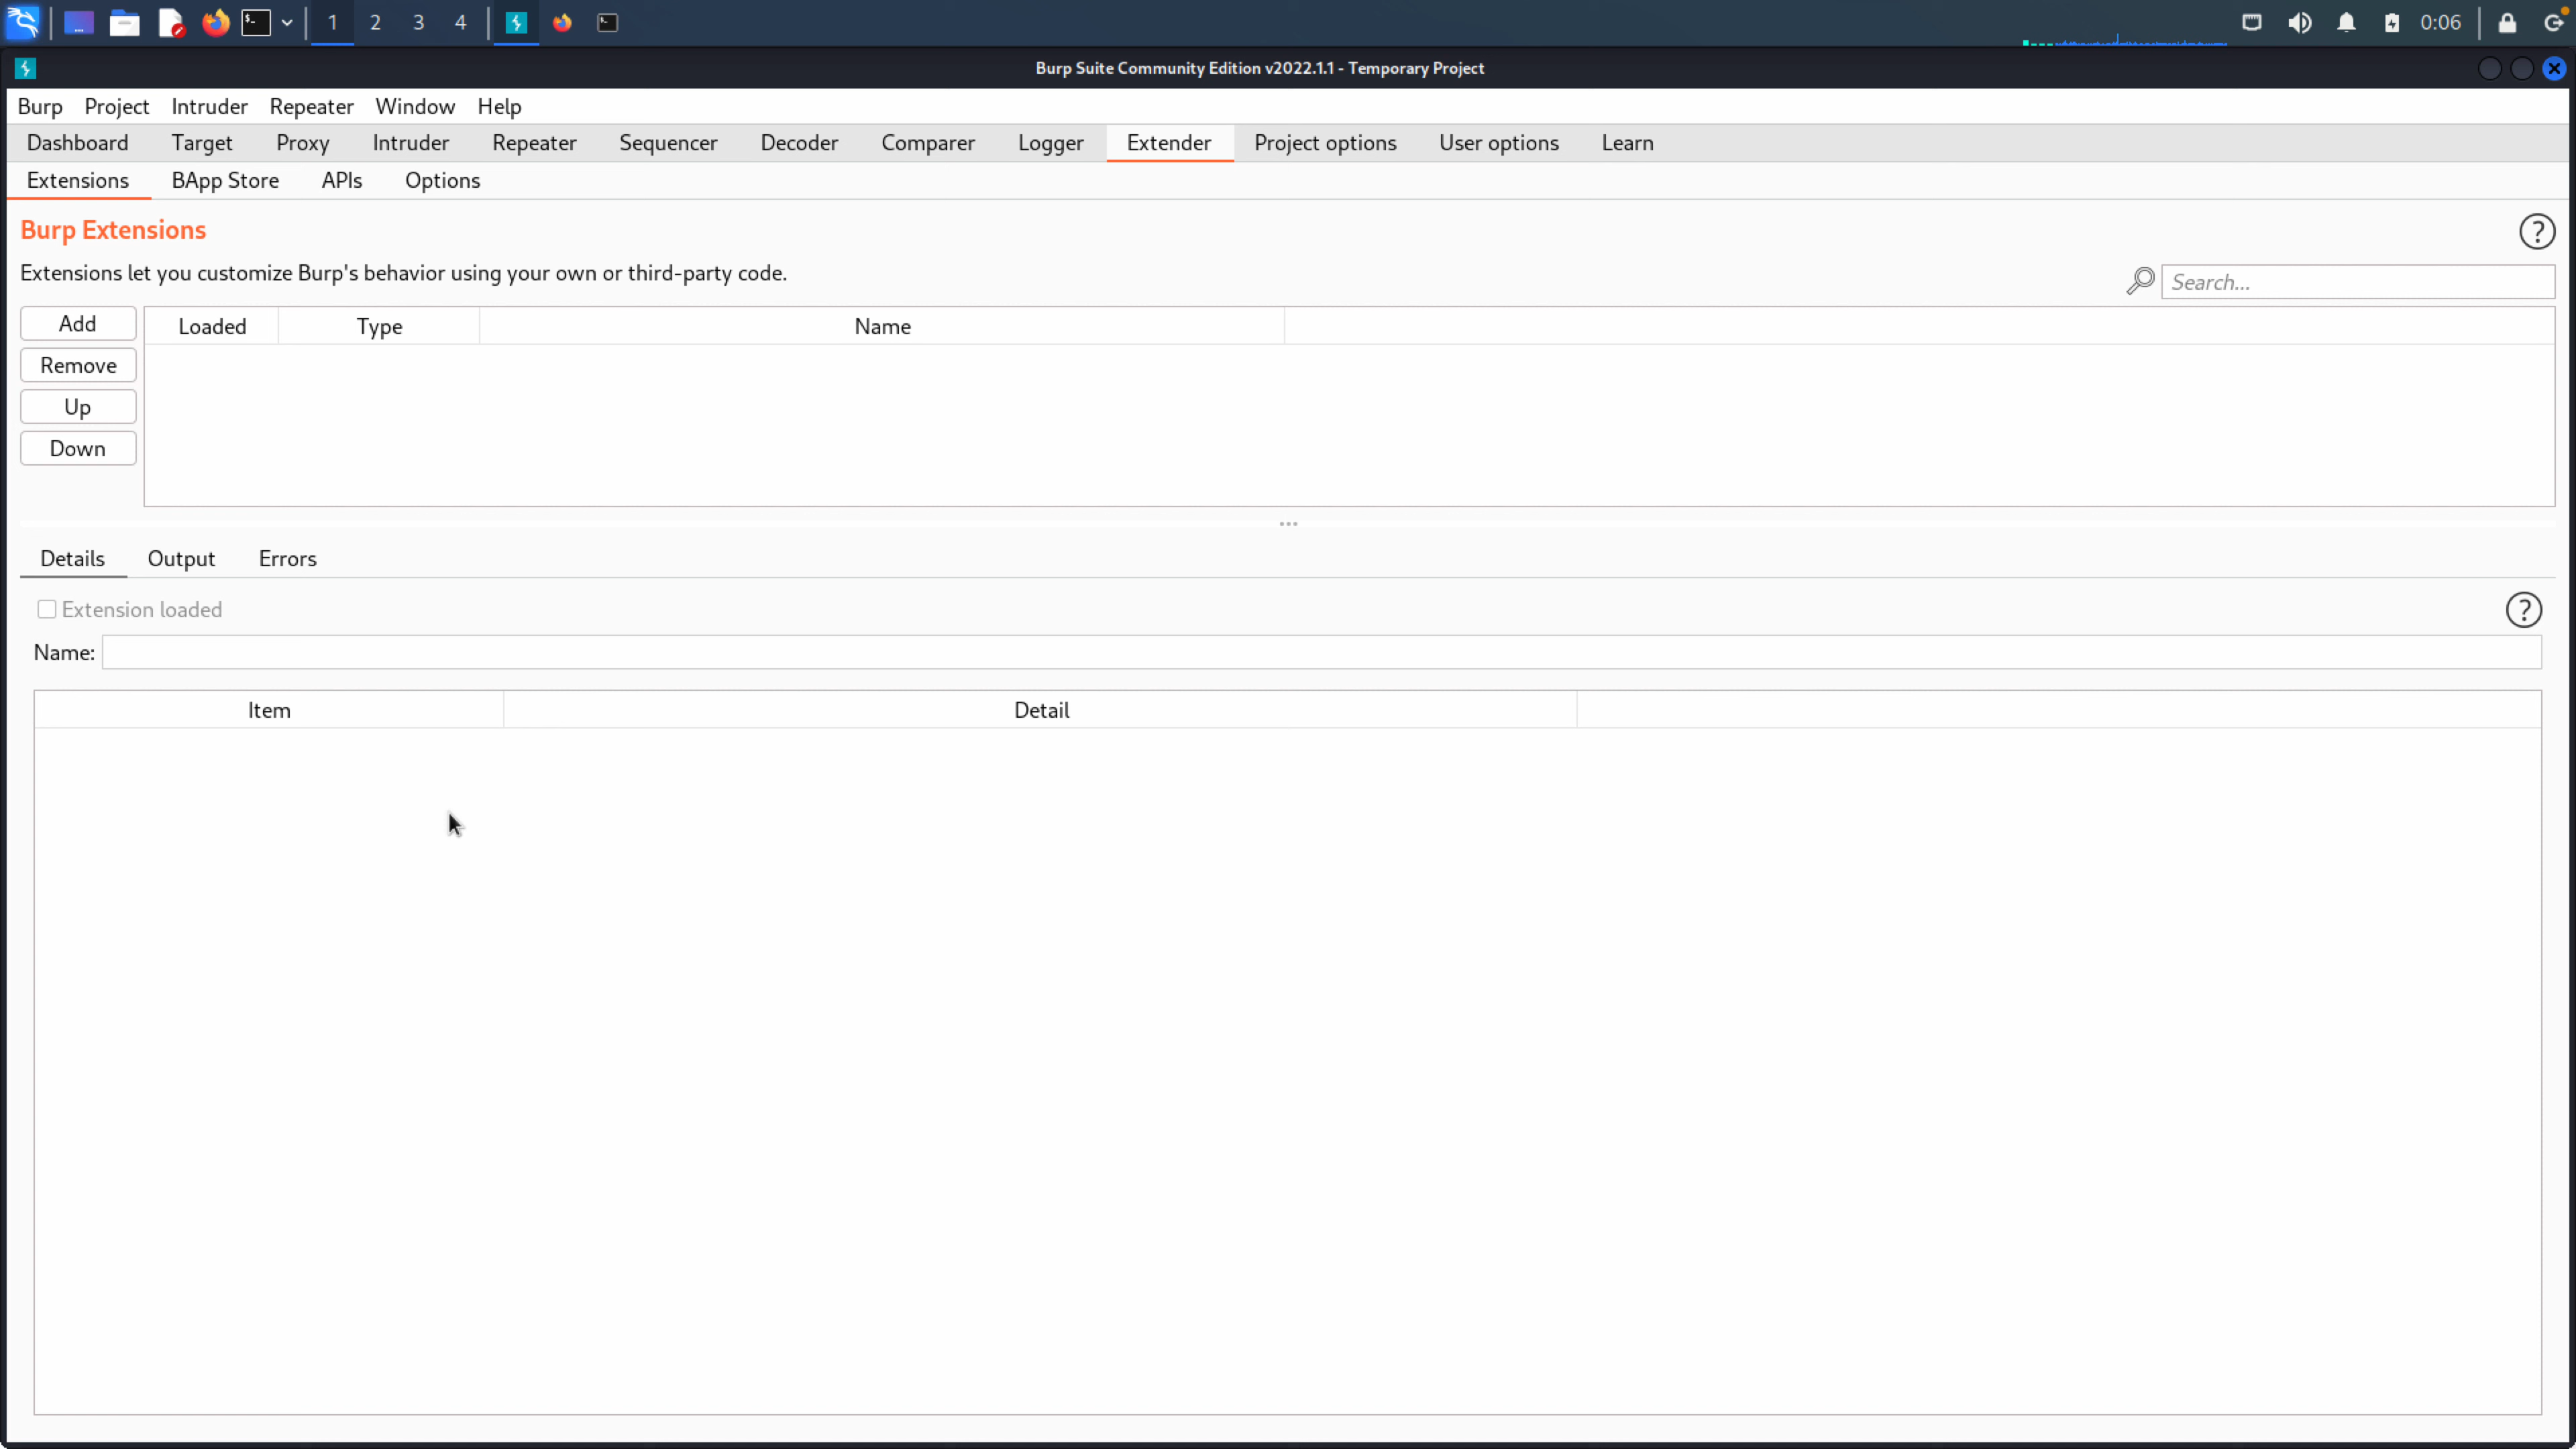 1 2 3 4 0:06
Burp Suite Community Edition v2022.1.1 - Temporary Project
Burp Project Intruder Repeater Window Help
Dashboard Target Proxy Intruder Repeater Sequencer Decoder Comparer Logger Extender Project options User options Learn
Extensions BApp Store APIs Options
Burp Extensions
Extensions let you customize Burp's behavior using your own or third-party code.
Search...
Add Loaded Type Name
Remove
Up
Down
Details Output Errors
Extension loaded
Name:
Item Detail